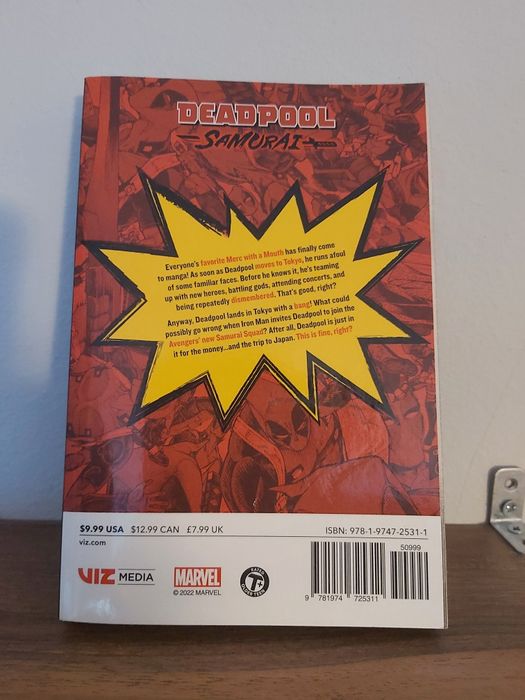 DEADPOOL
SAMURAI
Everyone's favorite Merc with a Mouth has finally come
to manga! As soon as Deadpool moves to Tokyo, he runs afoul
of some familiar faces. Before he knows it, he's teaming
up with new heroes, battling gods, attending concerts, and
being repeatedly dismembered. That's good, right?
Anyway, Deadpool lands in Tokyo with a bang! What could
possibly go wrong when Iron Man invites Deadpool to join the
Avengers' new Samurai Squad? After all, Deadpool is just in
it for the money...and the trip to Japan. This is fine, right?
$9.99 USA $12.99 CAN £7.99 UK
viz.com
ISBN: 978-1-9747-2531-1
50999
VIZ MEDIA
MARVEL
© 2022 MARVEL
RATED
T+
OLDER TEEN
9 781974 725311